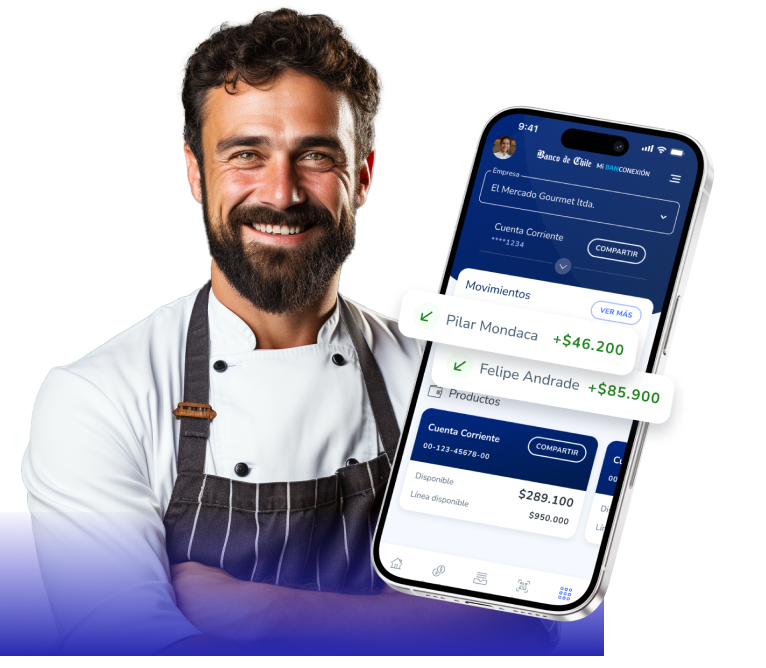 9:41
Banco de Chile Mi BANCONEXIÓN
Empresa
El Mercado Gourmet ltda.
Cuenta Corriente
****1234
COMPARTIR
Movimientos
VER MÁS
Pilar Mondaca +$46.200
Felipe Andrade +$85.900
Productos
Cuenta Corriente
00-123-45678-00
COMPARTIR
Disponible $289.100
Línea disponible $950.000